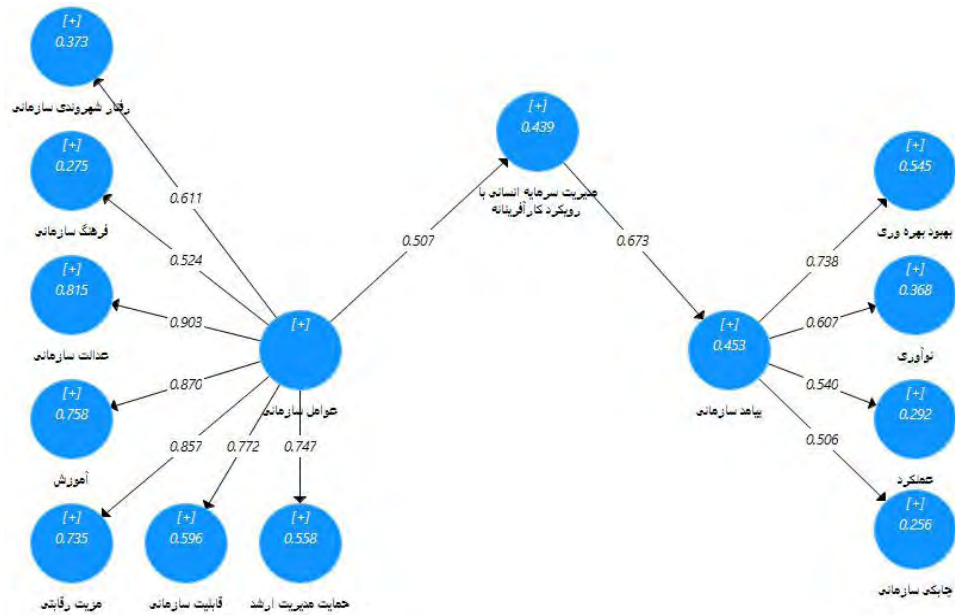 [+]
0.373
رفتار شهروندی سازمانی
[+]
0.275
فرهنگ سازمانی
[+]
0.815
عدالت سازمانی
[+]
0.758
آموزش
[+]
0.735
مزیت رقابتی
[+]
0.596
قابلیت سازمانی
[+]
0.558
حمایت مدیریت ارشد
0.611
0.524
0.903
0.870
0.857
0.772
0.747
[+]
عوامل سازمانی
0.507
[+]
0.439
مدیریت سرمایه انسانی با
رویکرد کارآفرینانه
0.673
[+]
0.453
پیامد سازمانی
0.738
0.607
0.540
0.506
[+]
0.545
بهبود بهره وری
[+]
0.368
نوآوری
[+]
0.292
عملکرد
[+]
0.256
چابکی سازمانی